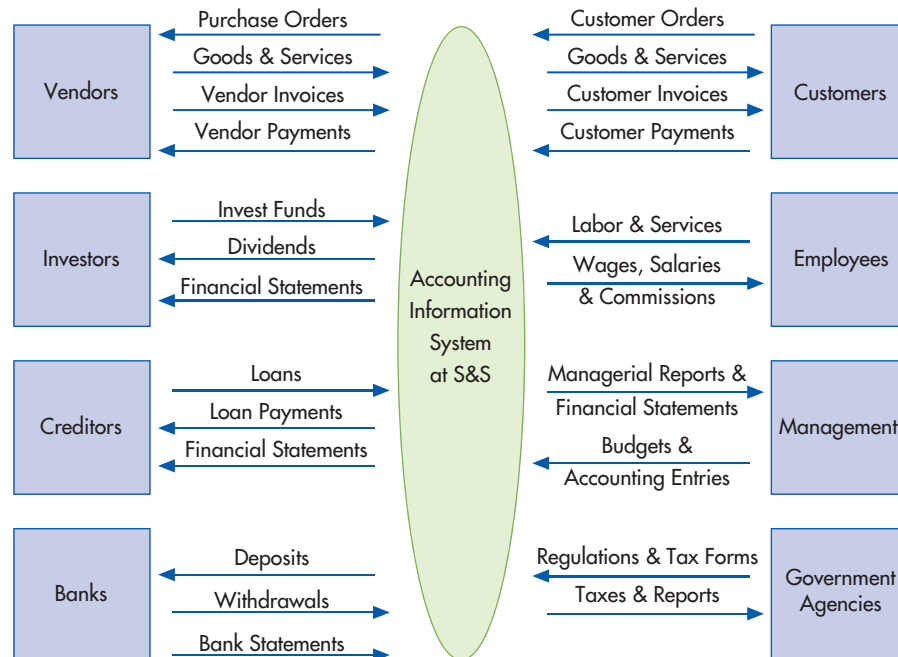 Vendors
Purchase Orders
Goods & Services
Vendor Invoices
Vendor Payments
Investors
Invest Funds
Dividends
Financial Statements
Creditors
Loans
Loan Payments
Financial Statements
Banks
Deposits
Withdrawals
Bank Statements
Accounting
Information
System
at S&S
Customer Orders
Goods & Services
Customer Invoices
Customer Payments
Customers
Labor & Services
Wages, Salaries
& Commissions
Employees
Managerial Reports &
Financial Statements
Budgets &
Accounting Entries
Management
Regulations & Tax Forms
Taxes & Reports
Government
Agencies